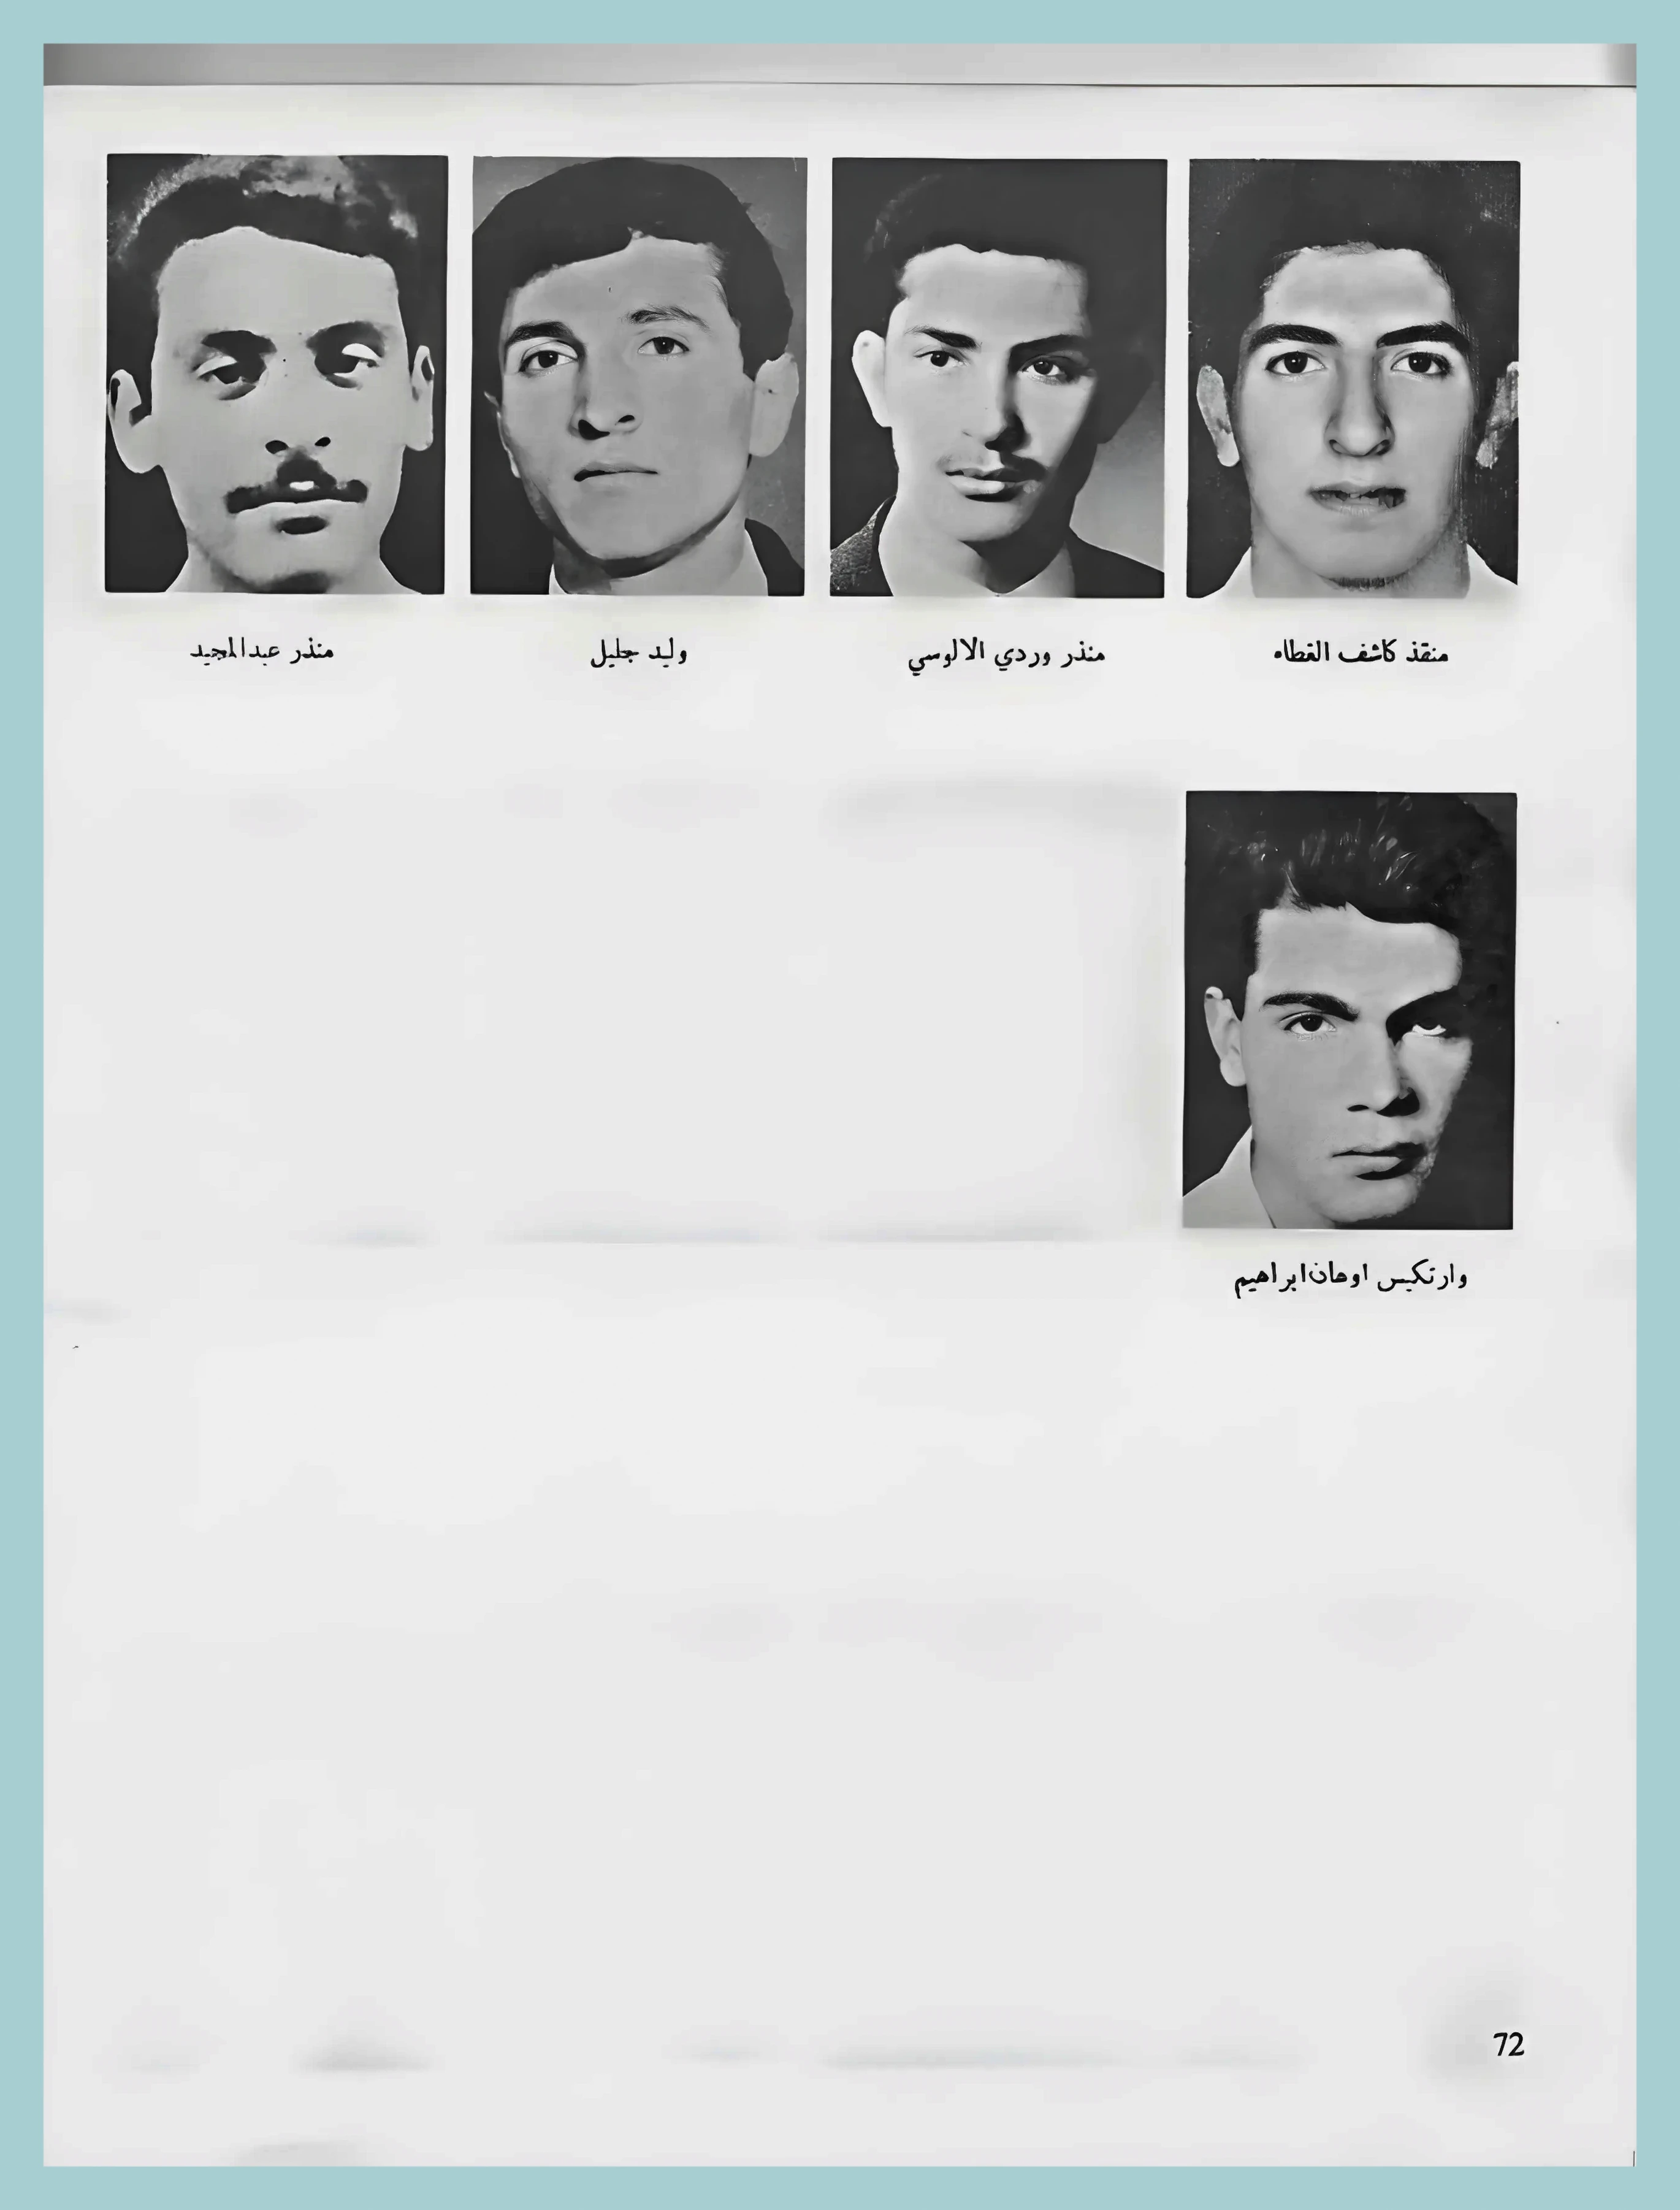 منقذ كاشف الغطاء
منذر وردي الالوسي
وليد جليل
منذر عبدالمجيد
وارتكيس اوهان ابراهيم
72